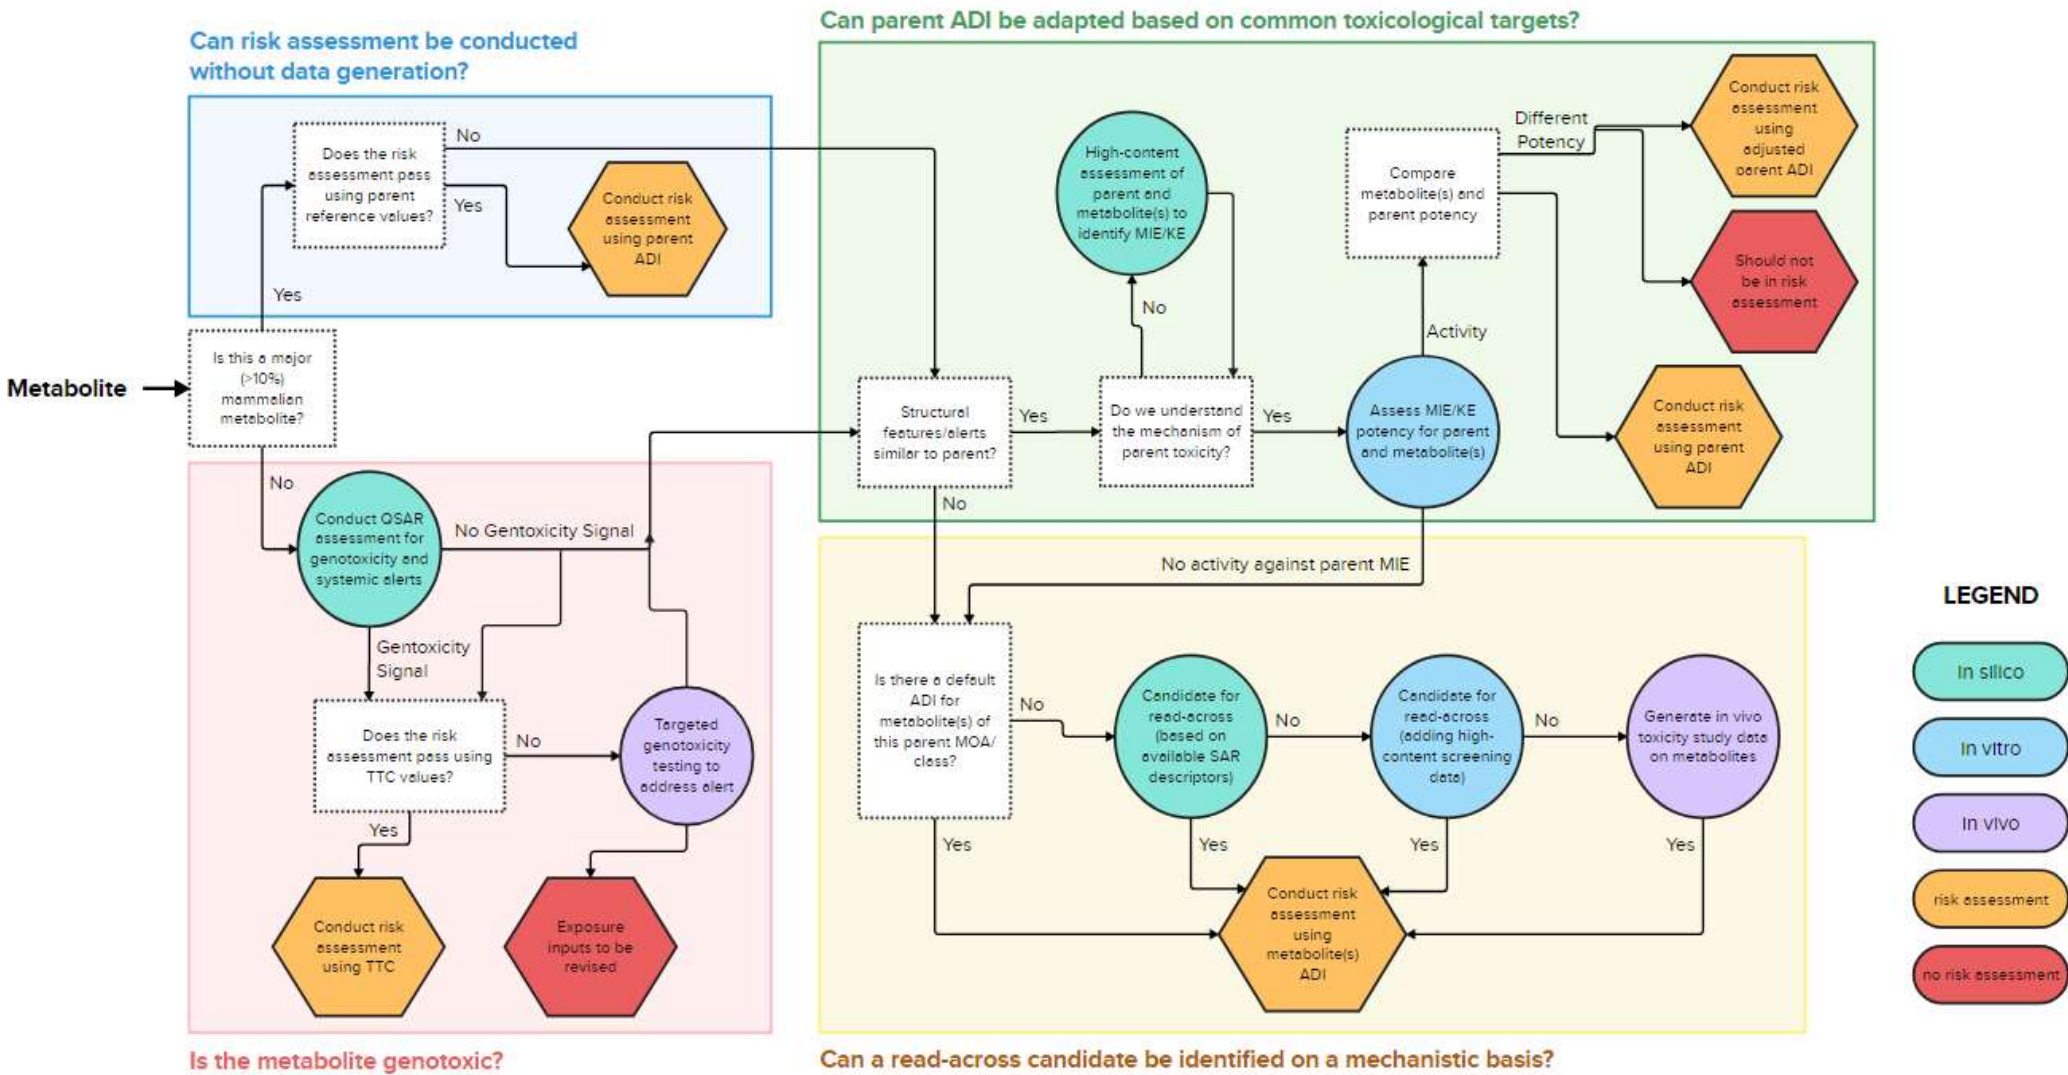 Can parent ADI be adapted based on common toxicological targets?
Can risk assessment be conducted
without data generation?
Does the risk
assessment pass
using parent
reference values?
No
Yes
Conduct risk
assessment
using parent
ADI
Yes
Metabolite
Is this a major
(>10%)
mammalian
metabolite?
No
Conduct QSAR
assessment for
genotoxicity and
systemic alerts
No Gentoxicity Signal
Gentoxicity
Signal
Does the risk
assessment pass using
TTC values?
No
Targeted
genotoxicity
testing to
address alert
Yes
Conduct risk
assessment
using TTC
Exposure
inputs to be
revised
Is the metabolite genotoxic?
High-content
assessment of
parent and
metabolite(s) to
identify MIE/KE
No
Structural
features/alerts
similar to parent?
Yes
Do we understand
the mechanism of
parent toxicity?
Yes
Assess MIE/KE
potency for parent
and metabolite(s)
Activity
Compare
metabolite(s) and
parent potency
Different
Potency
Conduct risk
assessment
using
adjusted
parent ADI
Should not
be in risk
assessment
Conduct risk
assessment
using parent
ADI
No
No activity against parent MIE
Is there a default
ADI for
metabolite(s) of
this parent MOA/
class?
No
Candidate for
read-across
(based on
available SAR
descriptors)
No
Candidate for
read-across
(adding high-
content screening
data)
No
Generate in vivo
toxicity study data
on metabolites
Yes
Yes
Yes
Yes
Conduct risk
assessment
using
metabolite(s)
ADI
Can a read-across candidate be identified on a mechanistic basis?
LEGEND
In silico
In vitro
In vivo
risk assessment
no risk assessment